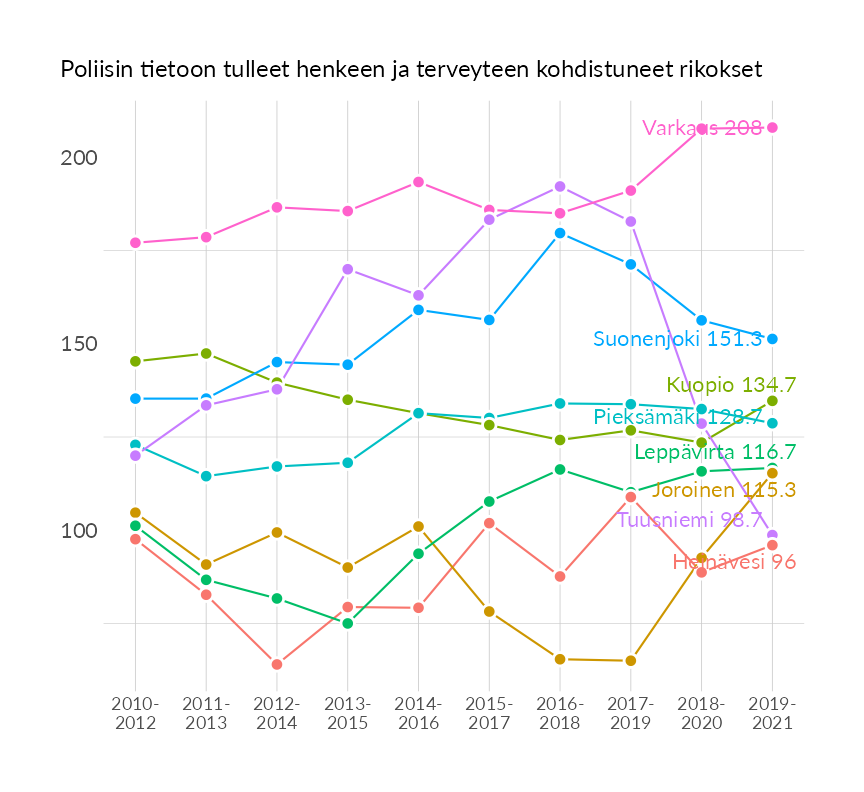 Poliisin tietoon tulleet henkeen ja terveyteen kohdistuneet rikokset
Varkaus 208
200
Suonenjoki 151.3
150
Kuopio 134.7
Pieksämäki 128.7
Leppävirta 116.7
Joroinen 115.3
Tuusniemi 98.7
100
Heinävesi 96
2010- 2011- 2012- 2013- 2014- 2015- 2016- 2017- 2018- 2019-
2012 2013 2014 2015 2016 2017 2018 2019 2020 2021